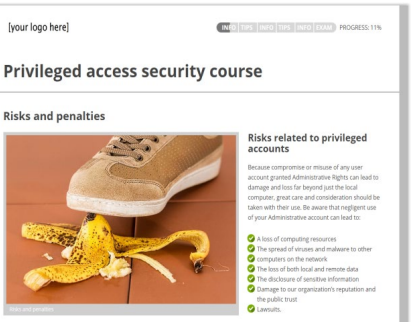 [your logo here]
INFO | TIPS | INFO | TIPS | INFO | EXAM PROGRESS: 11%
Privileged access security course
Risks and penalties
Risks and penalties
Risks related to privileged
accounts
Because compromise or misuse of any user
account granted Administrative Rights can lead to
damage and loss far beyond just the local
computer, great care and consideration should be
taken with their use. Be aware that negligent use
of your Administrative account can lead to:
A loss of computing resources
The spread of viruses and malware to other
computers on the network
The loss of both local and remote data
The disclosure of sensitive information
Damage to our organization's reputation and
the public trust
Lawsuits.